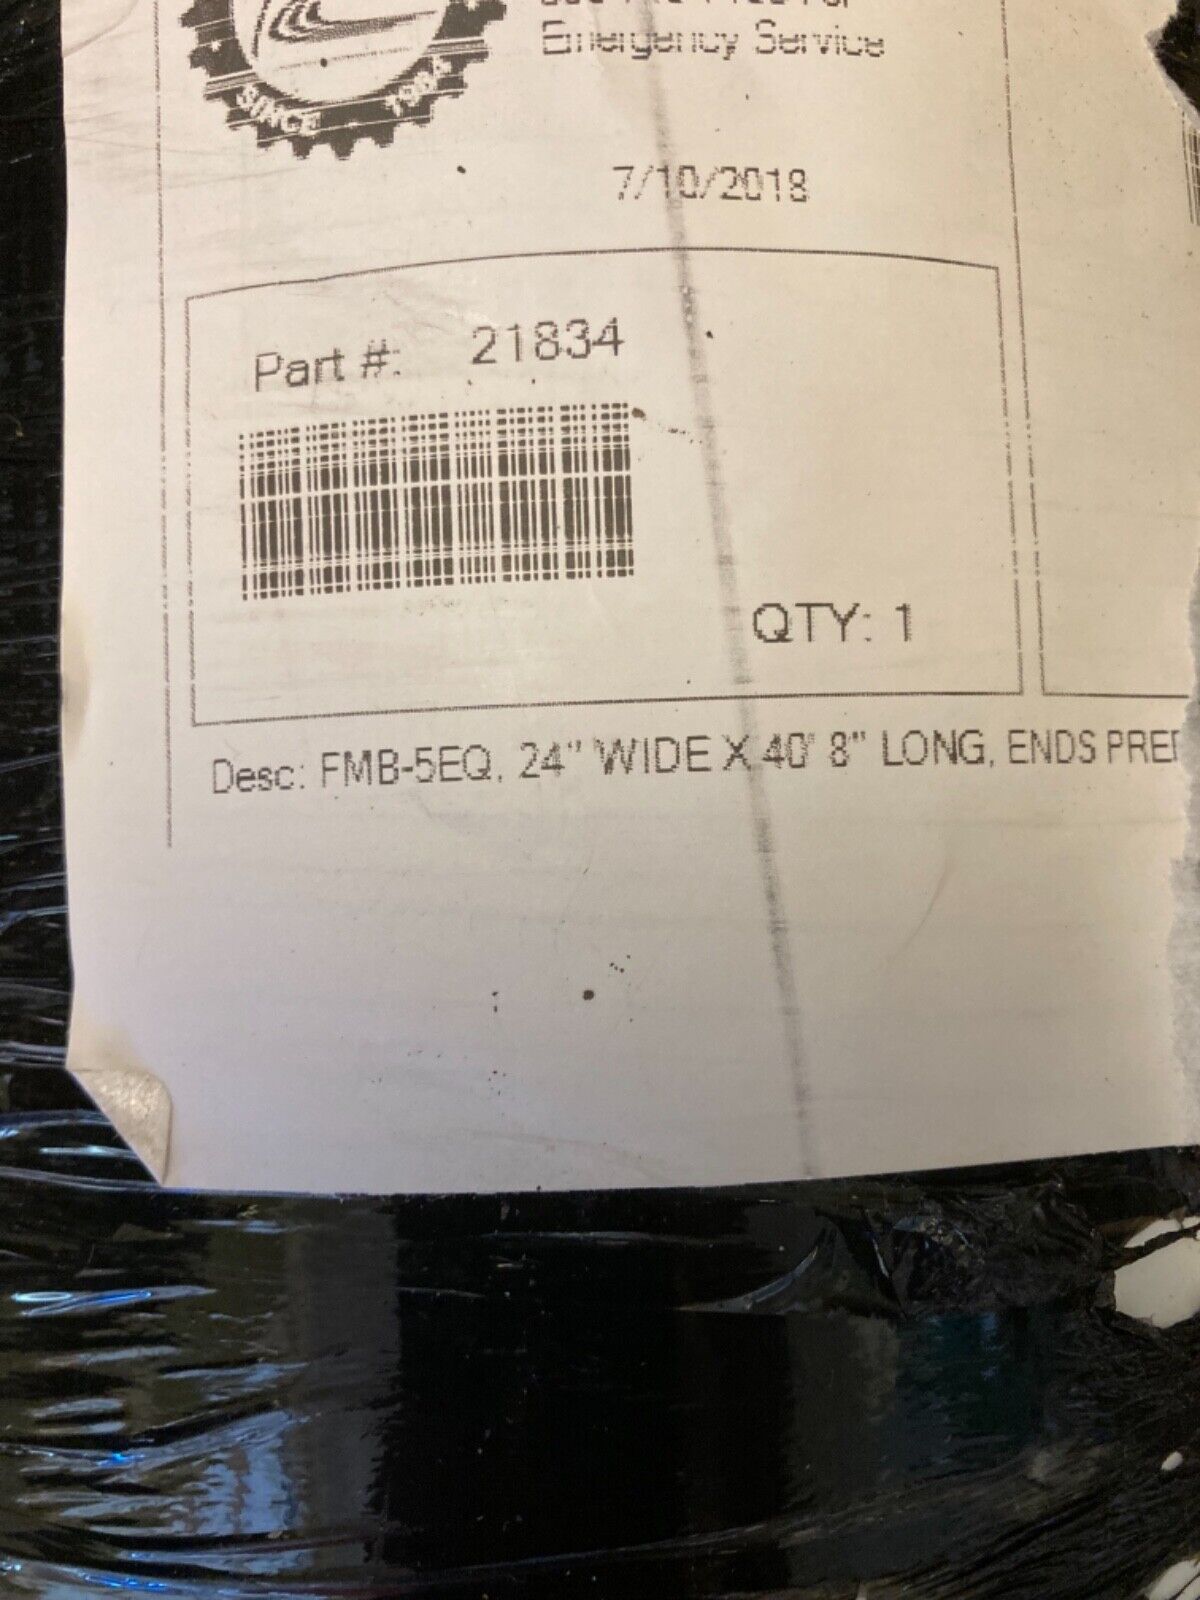 Emergency Service
SINCE
7/10/2018
Part #: 21834
QTY: 1
Desc: FMB-5EQ, 24" WIDE X 40' 8" LONG, ENDS